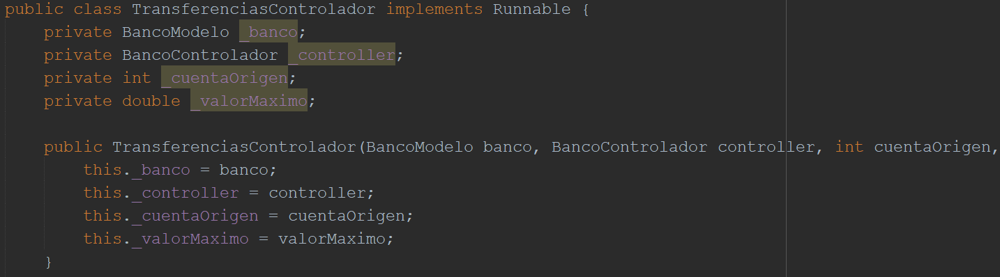 public class TransferenciasControlador implements Runnable {
    private BancoModelo _banco;
    private BancoControlador _controller;
    private int _cuentaOrigen;
    private double _valorMaximo;

    public TransferenciasControlador(BancoModelo banco, BancoControlador controller, int cuentaOrigen,
        this._banco = banco;
        this._controller = controller;
        this._cuentaOrigen = cuentaOrigen;
        this._valorMaximo = valorMaximo;
    }